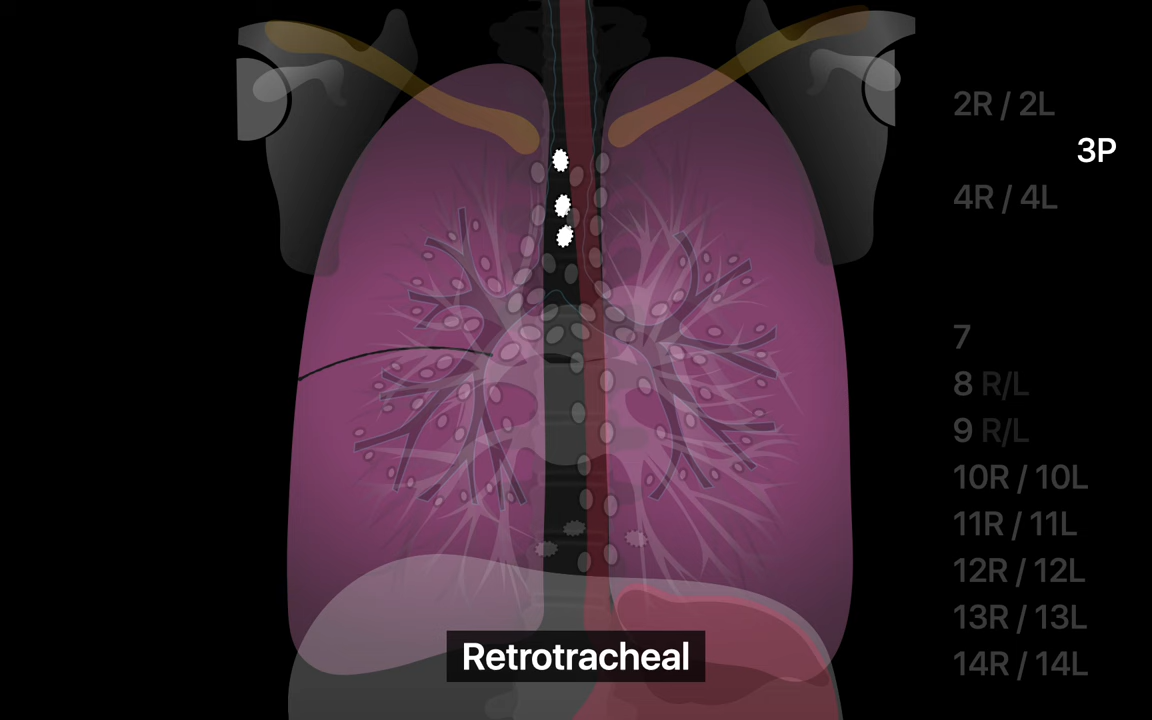 2R / 2L
3P
4R / 4L
7
8 R/L
9 R/L
10R / 10L
11R / 11L
12R / 12L
13R / 13L
14R / 14L
Retrotracheal